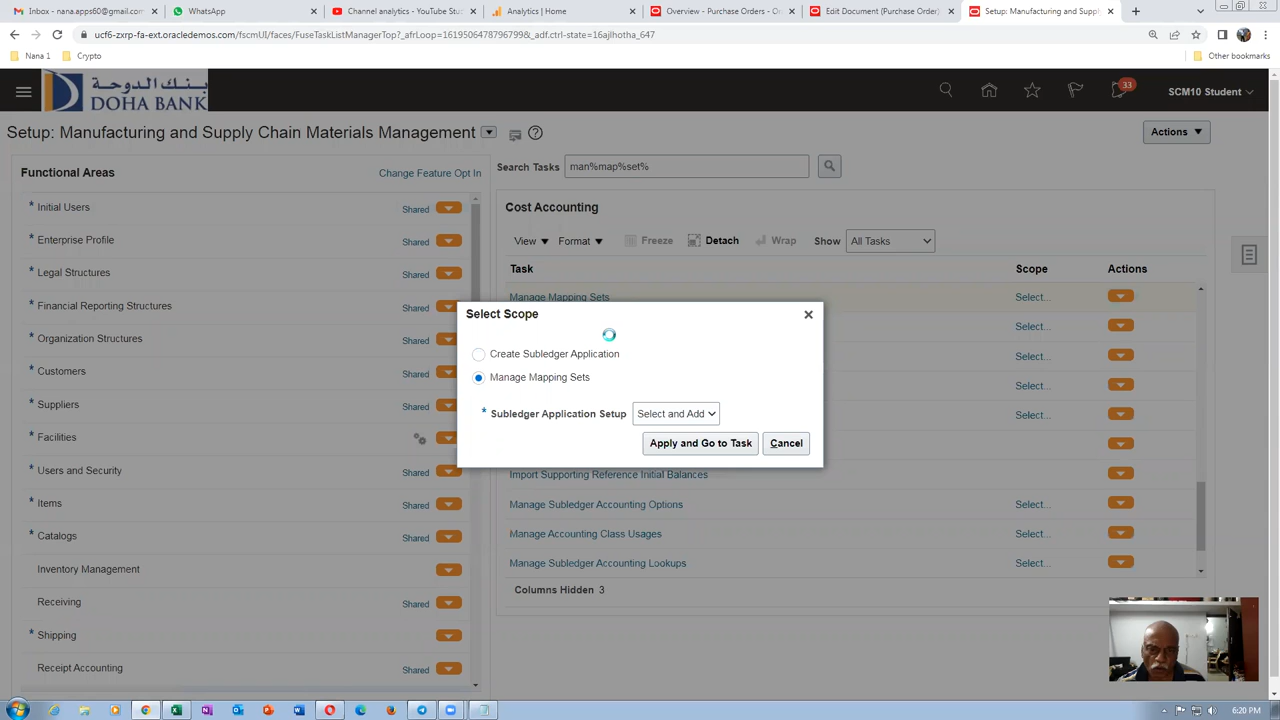 Inbox - nana.apps60@gmail.com
WhatsApp
Channel analytics - YouTube Stu
Analytics | Home
Overview - Purchase Orders - O
Edit Document (Purchase Order)
Setup: Manufacturing and Suppl
ucf6-zxrp-fa-ext.oracledemos.com/fscmUI/faces/FuseTaskListManagerTop?_afrLoop=16195064787967​99&_adf.ctrl-state=16ajlhotha_647
Nana 1
Crypto
Other bookmarks
بنك الدوحة
DOHA BANK
33
SCM10 Student
Setup: Manufacturing and Supply Chain Materials Management
Actions
Functional Areas
Change Feature Opt In
Search Tasks
man%map%set%
* Initial Users Shared
* Enterprise Profile Shared
* Legal Structures Shared
* Financial Reporting Structures Shared
* Organization Structures Shared
* Customers Shared
* Suppliers Shared
* Facilities
* Users and Security Shared
* Items Shared
* Catalogs Shared
Inventory Management
Receiving Shared
* Shipping
Receipt Accounting Shared
Cost Accounting
View Format Freeze Detach Wrap Show All Tasks
Task Scope Actions
Manage Mapping Sets Select...
Select...
Select...
Select...
Select...
Import Supporting Reference Initial Balances
Manage Subledger Accounting Options Select...
Manage Accounting Class Usages Select...
Manage Subledger Accounting Lookups Select...
Columns Hidden 3
Select Scope
Create Subledger Application
Manage Mapping Sets
* Subledger Application Setup Select and Add
Apply and Go to Task Cancel
6:20 PM